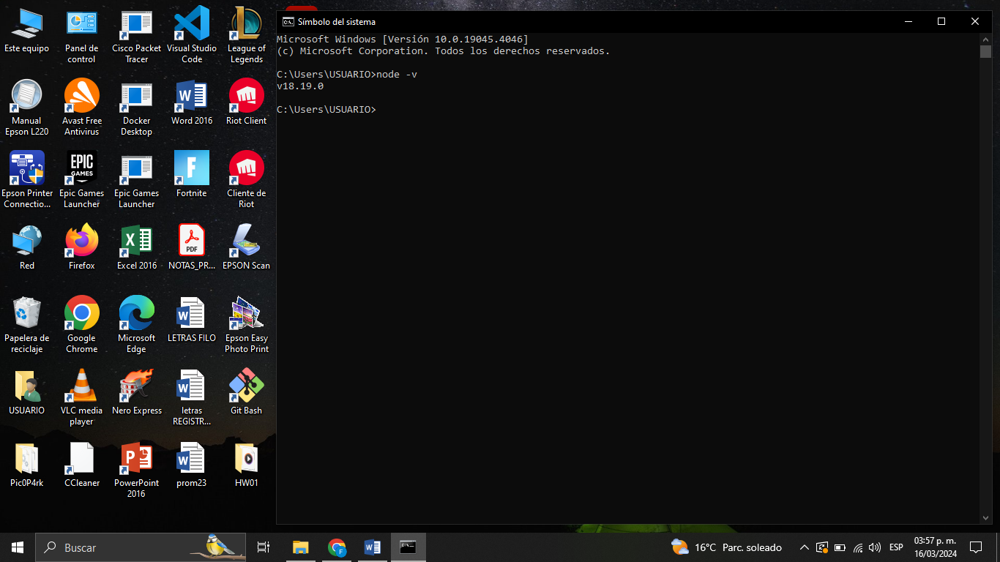 Este equipo
Panel de
control
Cisco Packet
Tracer
Visual Studio
Code
League of
Legends
Manual
Epson L220
Avast Free
Antivirus
Docker
Desktop
Word 2016
Riot Client
Epson Printer
Connectio...
EPIC
GAMES
Epic Games
Launcher
Epic Games
Launcher
Fortnite
Cliente de
Riot
Red
Firefox
Excel 2016
PDF
NOTAS_PR...
EPSON Scan
Papelera de
reciclaje
Google
Chrome
Microsoft
Edge
LETRAS FILO
Epson Easy
Photo Print
USUARIO
VLC media
player
Nero Express
letras
REGISTR...
Git Bash
Pic0P4rk
CCleaner
PowerPoint
2016
prom23
HW01
Símbolo del sistema
Microsoft Windows [Versión 10.0.19045.4046]
(c) Microsoft Corporation. Todos los derechos reservados.
C:\Users\USUARIO>node -v
v18.19.0
C:\Users\USUARIO>
Buscar
16°C Parc. soleado
ESP
03:57 p. m.
16/03/2024